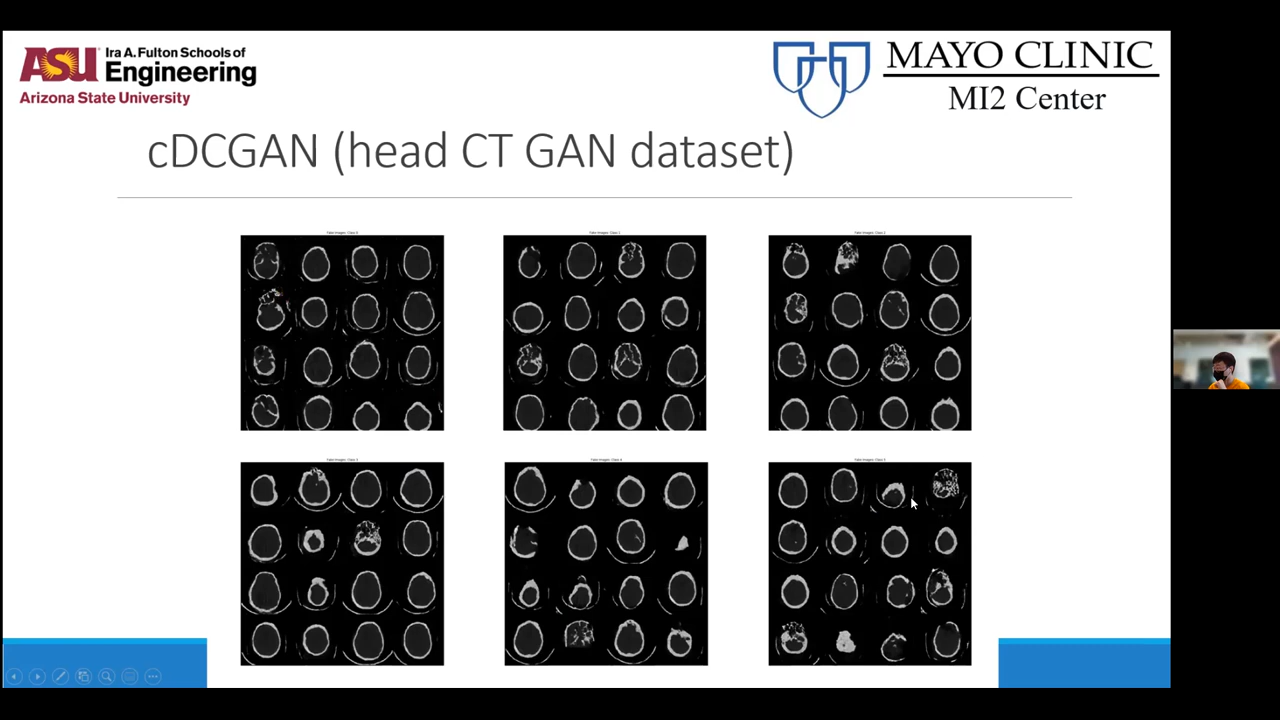 ASU Ira A. Fulton Schools of
Engineering
Arizona State University
MAYO CLINIC
MI2 Center
cDCGAN (head CT GAN dataset)